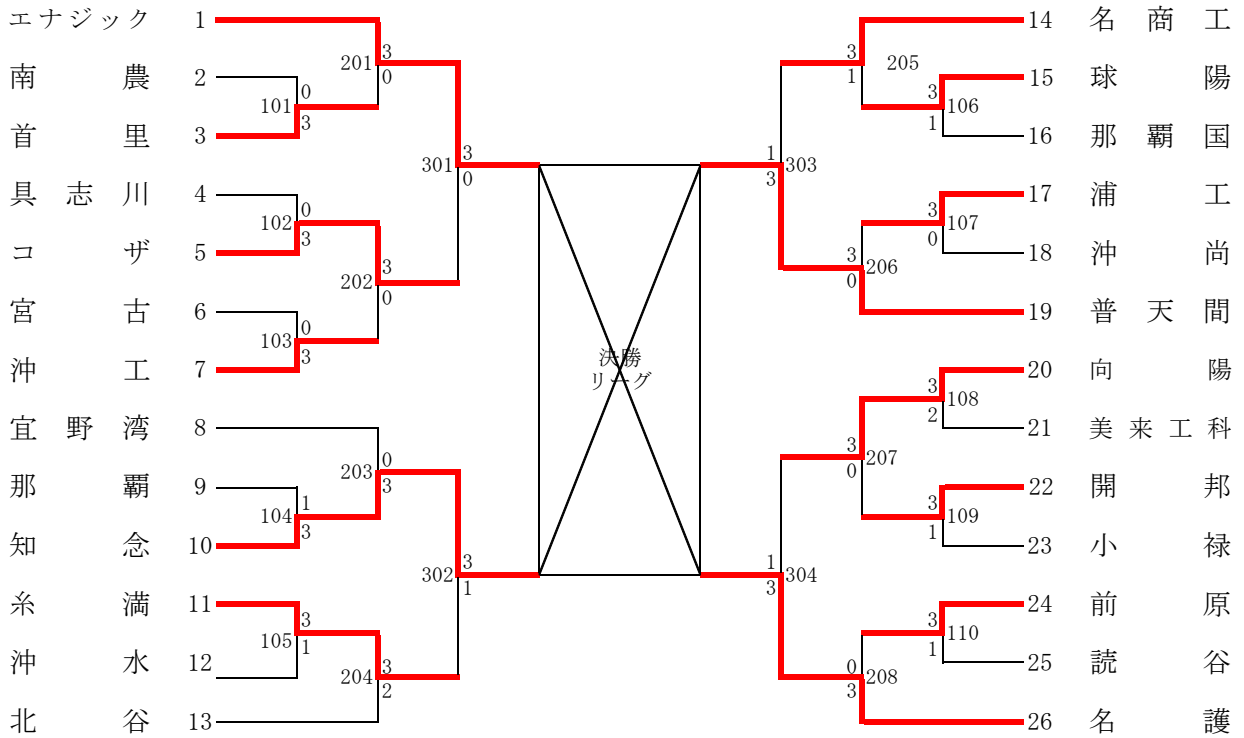 エナジック 1
3
201
0
南農 2
0
101
3
首里 3
3
301
0
具志川 4
0
102
3
コザ 5
3
202
0
宮古 6
0
103
3
沖工 7
宜野湾 8
0
203
3
那覇 9
1
104
3
知念 10
3
302
1
糸満 11
3
105
1
沖水 12
3
204
2
北谷 13
決勝
リーグ
14 名商工
3
205
1
15 球陽
3
106
1
16 那覇国
1
303
3
17 浦工
3
107
0
18 沖尚
3
206
0
19 普天間
20 向陽
3
108
2
21 美来工科
3
207
0
22 開邦
3
109
1
23 小禄
1
304
3
24 前原
3
110
1
25 読谷
0
208
3
26 名護